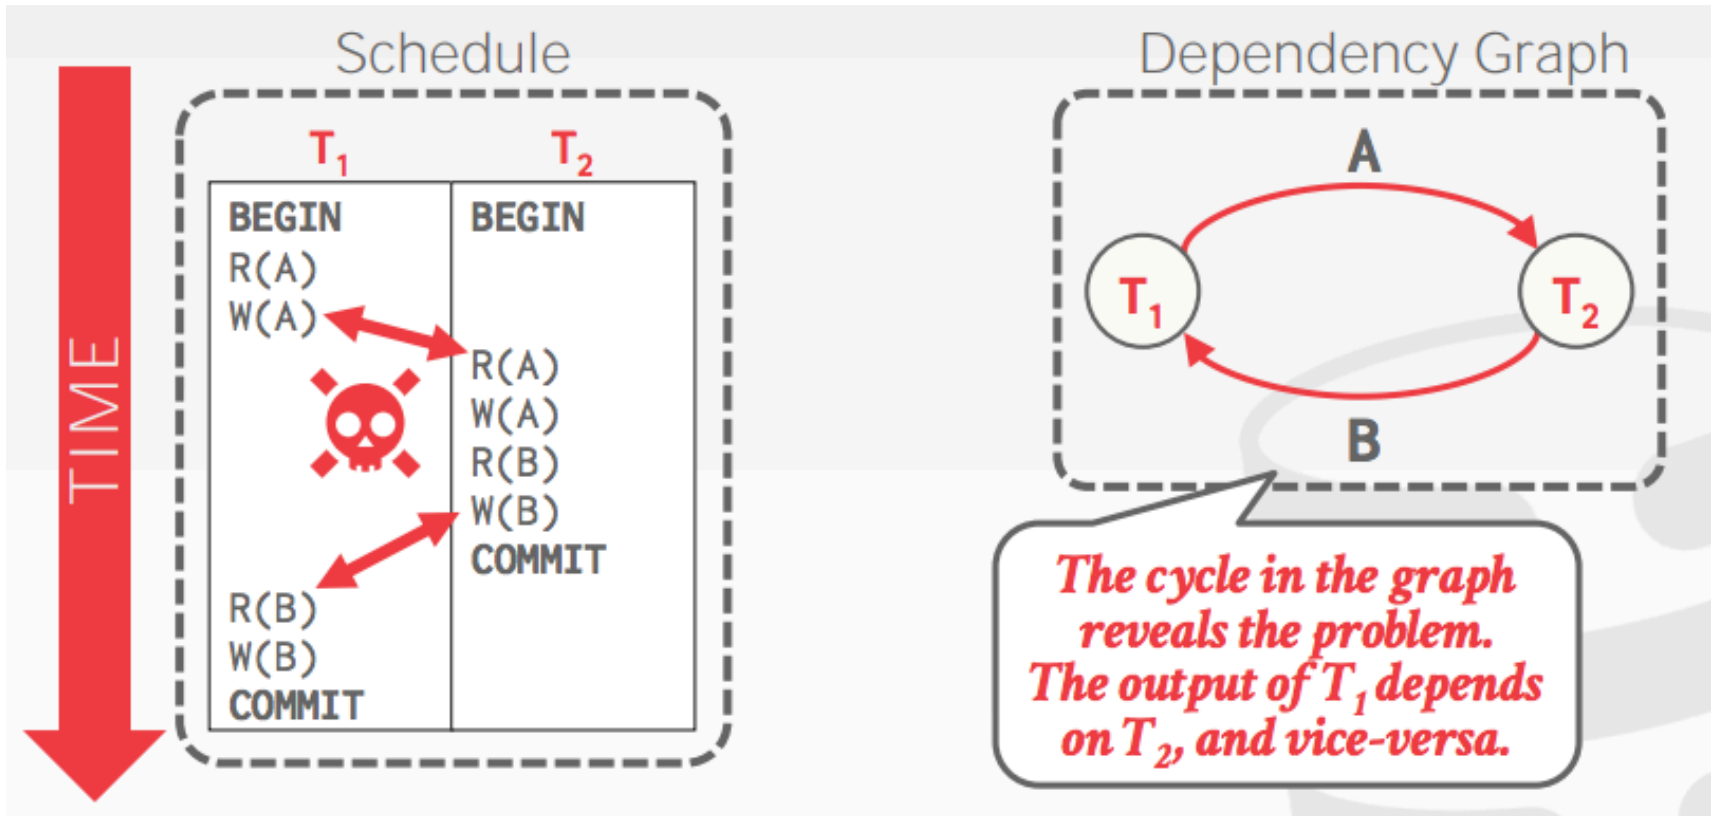 Schedule
Dependency Graph
TIME
T1 T2
BEGIN BEGIN
R(A)
W(A)
R(A)
W(A)
R(B)
W(B)
COMMIT
R(B)
W(B)
COMMIT
A
T1 T2
B
The cycle in the graph
reveals the problem.
The output of T1 depends
on T2, and vice-versa.